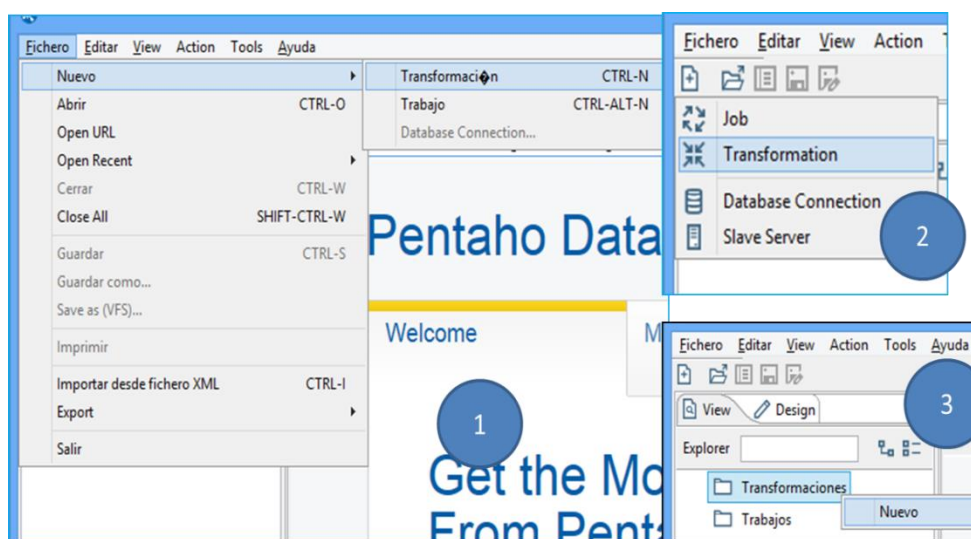 Fichero Editar View Action Tools Ayuda
Nuevo
Abrir CTRL-O
Open URL
Open Recent
Cerrar CTRL-W
Close All SHIFT-CTRL-W
Guardar CTRL-S
Guardar como...
Save as (VFS)...
Imprimir
Importar desde fichero XML CTRL-I
Export
Salir
Transformaci�n CTRL-N
Trabajo CTRL-ALT-N
Database Connection...
Pentaho Data
Welcome
1
Get the Mo
From Penta
Fichero Editar View Action
Job
Transformation
Database Connection
Slave Server
2
Fichero Editar View Action Tools Ayuda
View Design
3
Explorer
Transformaciones
Nuevo
Trabajos